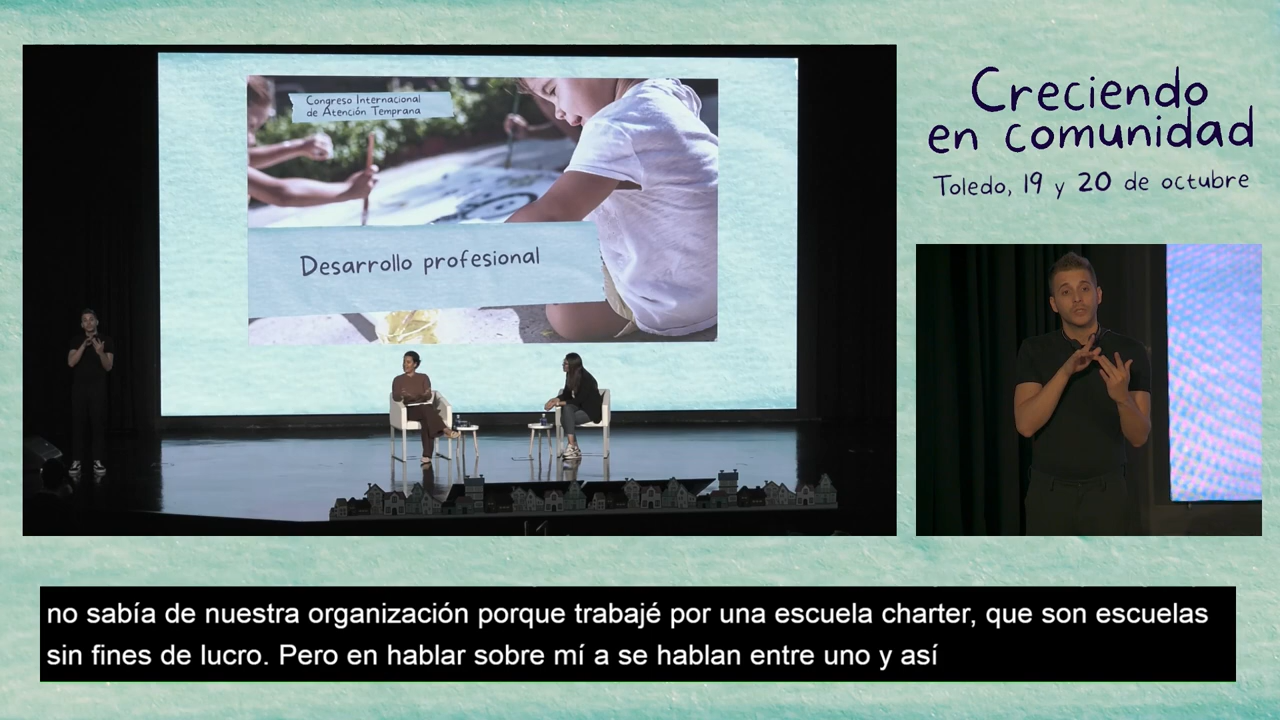 Congreso Internacional
de Atención Temprana
Desarrollo profesional
Creciendo
en comunidad
Toledo, 19 y 20 de octubre
no sabía de nuestra organización porque trabajé por una escuela charter, que son escuelas
sin fines de lucro. Pero en hablar sobre mí a se hablan entre uno y así